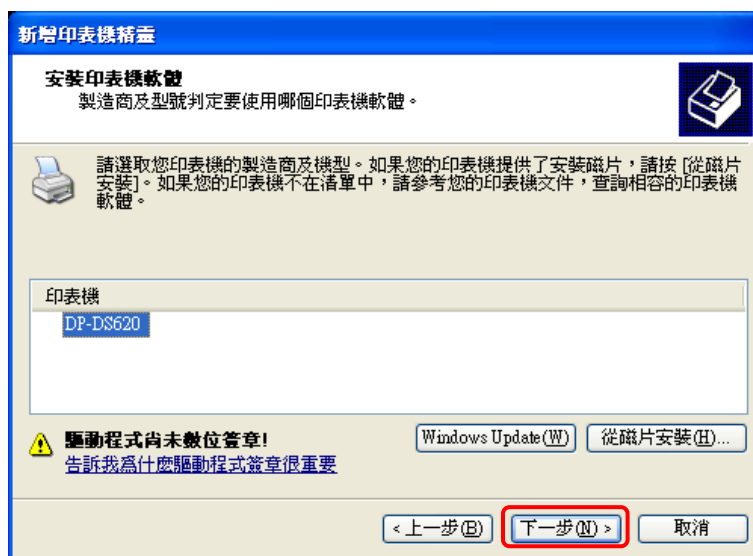 新增印表機精靈
安裝印表機軟體
製造商及型號判定要使用哪個印表機軟體。
請選取您印表機的製造商及機型。如果您的印表機提供了安裝磁片，請按 [從磁片
安裝]。如果您的印表機不在清單中，請參考您的印表機文件，查詢相容的印表機
軟體。
印表機
DP-DS620
驅動程式尚未數位簽章!
告訴我為什麼驅動程式簽章很重要
Windows Update(W)
從磁片安裝(H)...
< 上一步(B)
下一步(N) >
取消